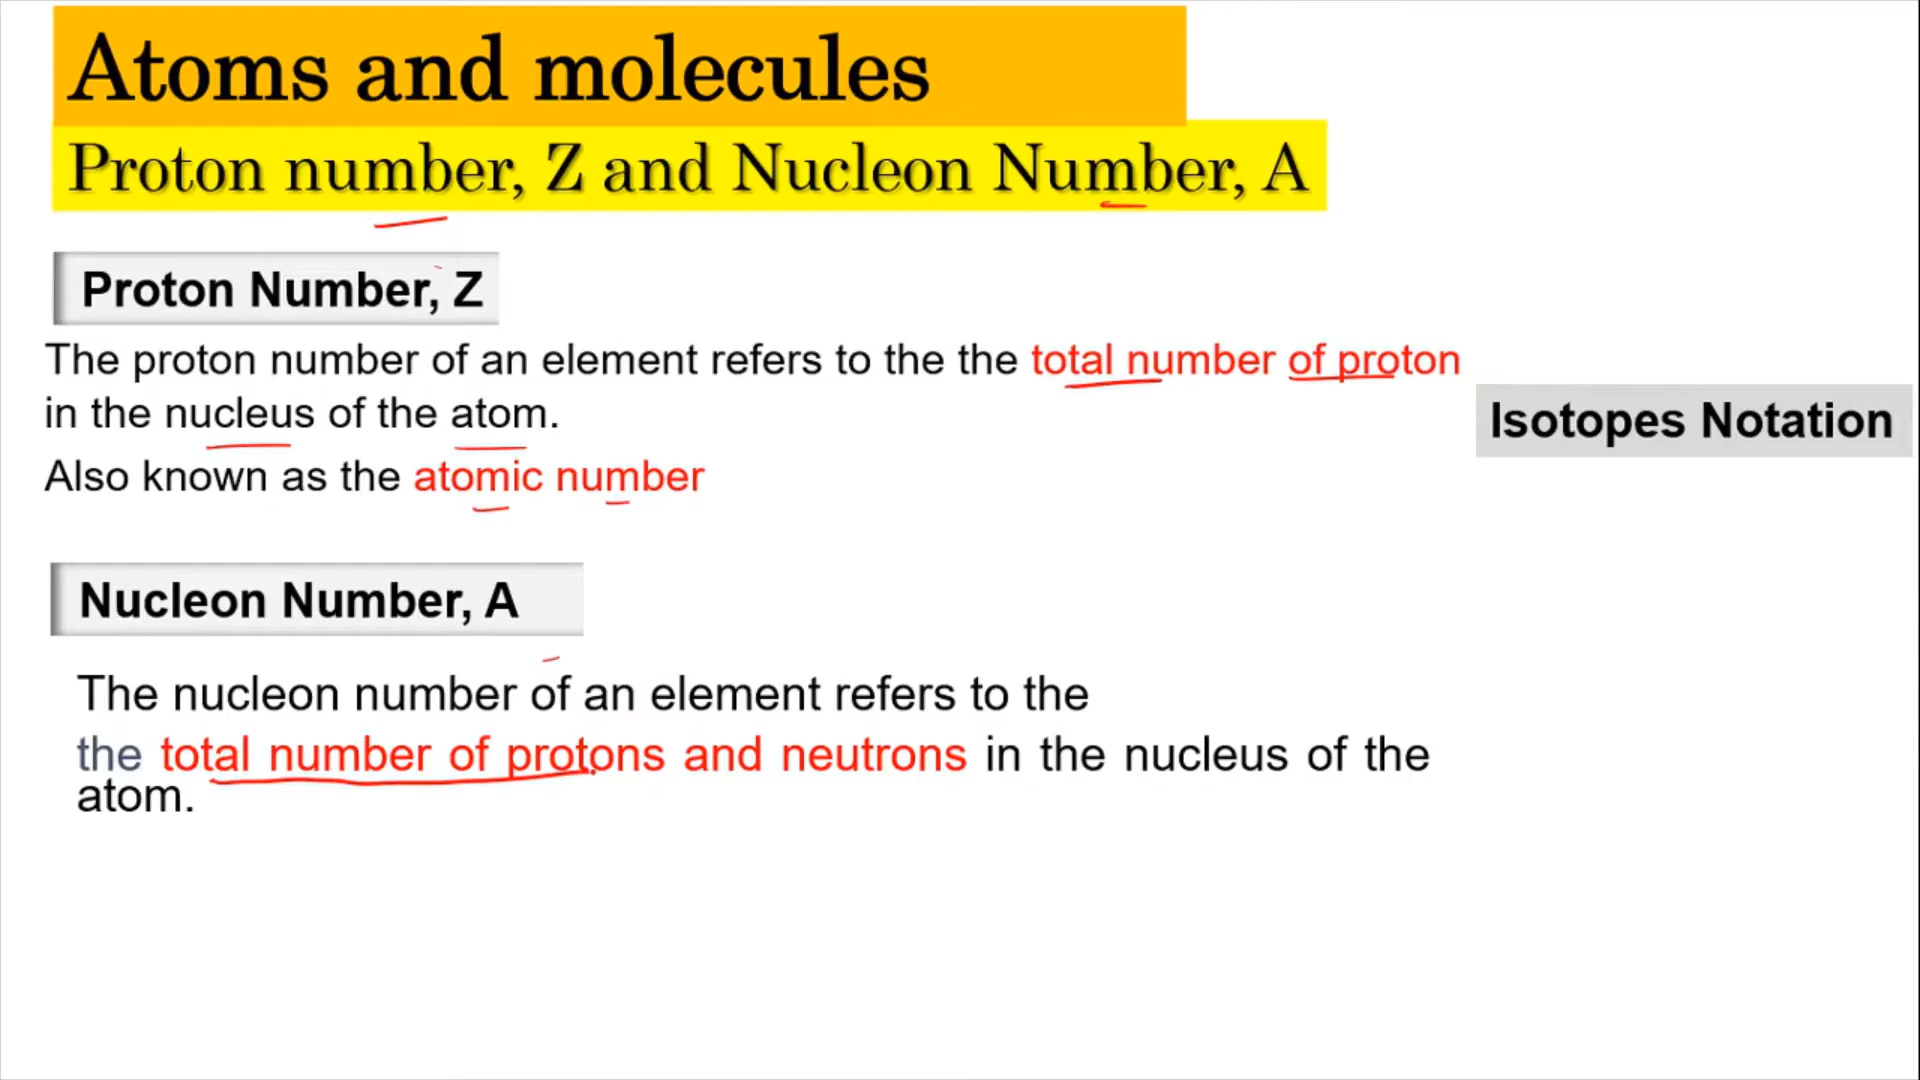 Atoms and molecules
Proton number, Z and Nucleon Number, A
Proton Number, Z
The proton number of an element refers to the the total number of proton
in the nucleus of the atom.
Also known as the atomic number
Isotopes Notation
Nucleon Number, A
The nucleon number of an element refers to the
the total number of protons and neutrons in the nucleus of the
atom.